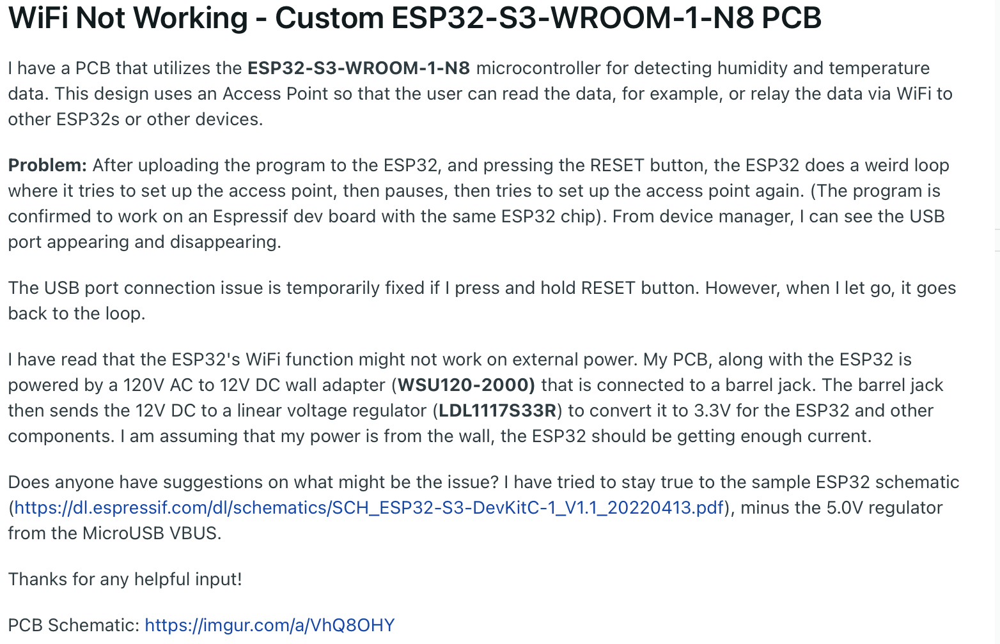 WiFi Not Working - Custom ESP32-S3-WROOM-1-N8 PCB
I have a PCB that utilizes the ESP32-S3-WROOM-1-N8 microcontroller for detecting humidity and temperature
data. This design uses an Access Point so that the user can read the data, for example, or relay the data via WiFi to
other ESP32s or other devices.
Problem: After uploading the program to the ESP32, and pressing the RESET button, the ESP32 does a weird loop
where it tries to set up the access point, then pauses, then tries to set up the access point again. (The program is
confirmed to work on an Espressif dev board with the same ESP32 chip). From device manager, I can see the USB
port appearing and disappearing.
The USB port connection issue is temporarily fixed if I press and hold RESET button. However, when I let go, it goes
back to the loop.
I have read that the ESP32's WiFi function might not work on external power. My PCB, along with the ESP32 is
powered by a 120V AC to 12V DC wall adapter (WSU120-2000) that is connected to a barrel jack. The barrel jack
then sends the 12V DC to a linear voltage regulator (LDL1117S33R) to convert it to 3.3V for the ESP32 and other
components. I am assuming that my power is from the wall, the ESP32 should be getting enough current.
Does anyone have suggestions on what might be the issue? I have tried to stay true to the sample ESP32 schematic
(https://dl.espressif.com/dl/schematics/SCH_ESP32-S3-DevKitC-1_V1.1_20220413.pdf), minus the 5.0V regulator
from the MicroUSB VBUS.
Thanks for any helpful input!
PCB Schematic: https://imgur.com/a/VhQ8OHY